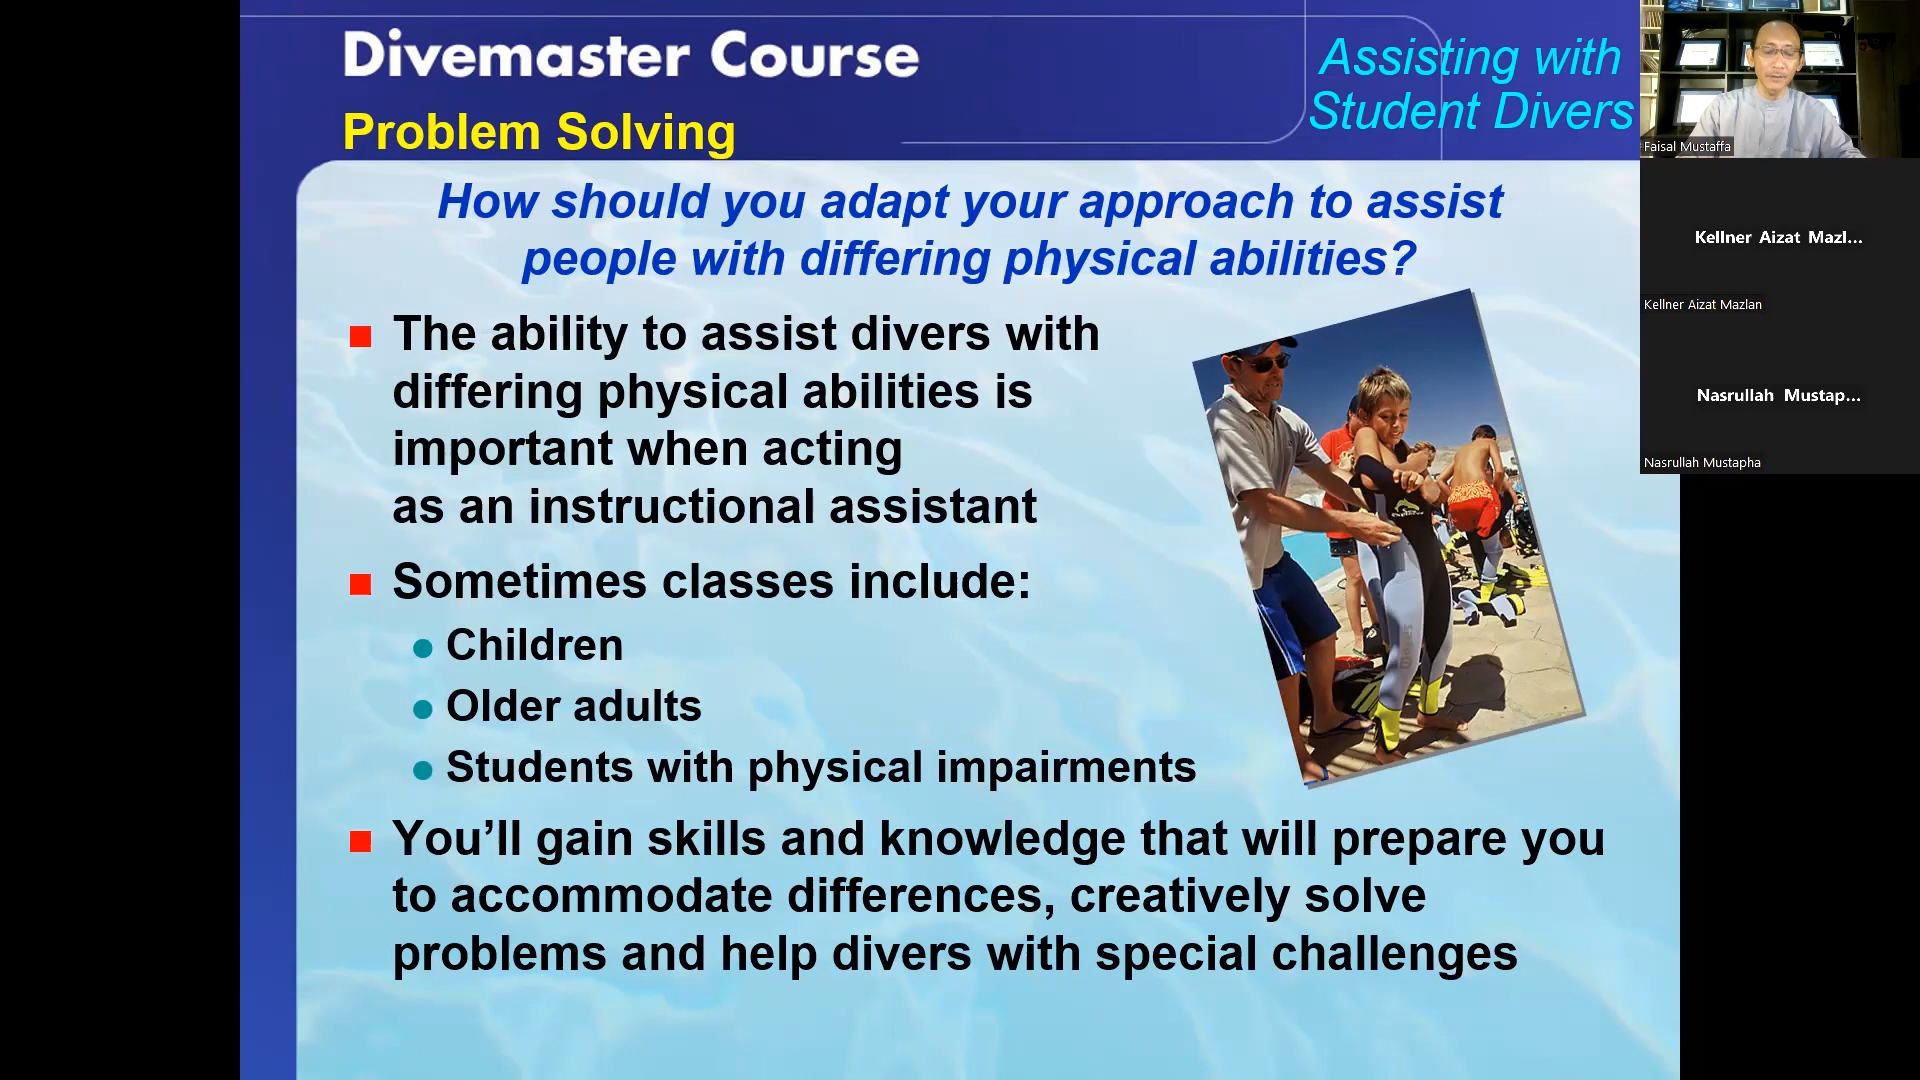 Divemaster Course
Problem Solving
Assisting with
Student Divers
How should you adapt your approach to assist
people with differing physical abilities?
The ability to assist divers with
differing physical abilities is
important when acting
as an instructional assistant
Sometimes classes include:
Children
Older adults
Students with physical impairments
You’ll gain skills and knowledge that will prepare you
to accommodate differences, creatively solve
problems and help divers with special challenges
Faisal Mustaffa
Kellner Aizat Mazl...
Kellner Aizat Mazlan
Nasrullah Mustap...
Nasrullah Mustapha